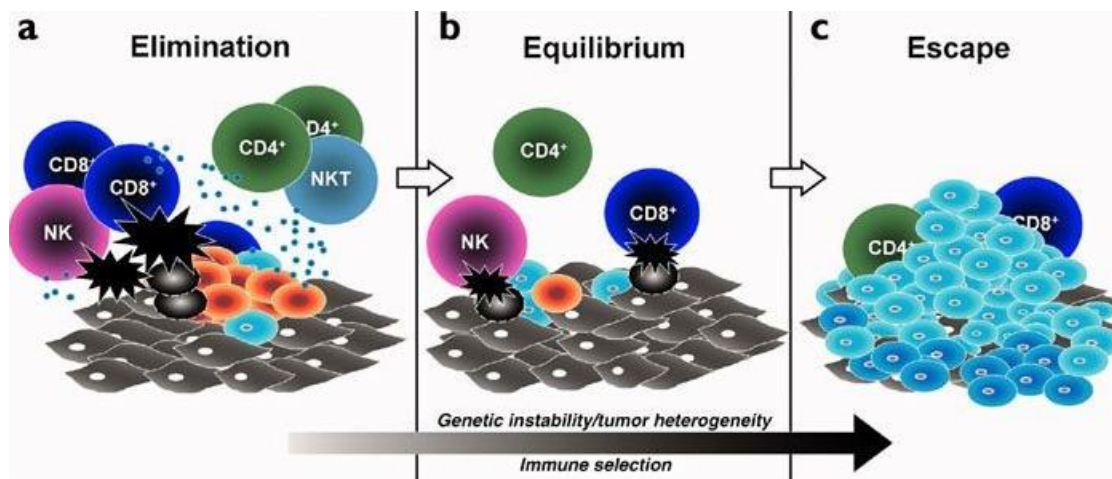 a
Elimination
b
Equilibrium
c
Escape
CD8⁺
CD8⁺
NK
CD4⁺
D4⁺
NKT
CD4⁺
NK
CD8⁺
CD4⁺
CD8⁺
Genetic instability/tumor heterogeneity
Immune selection